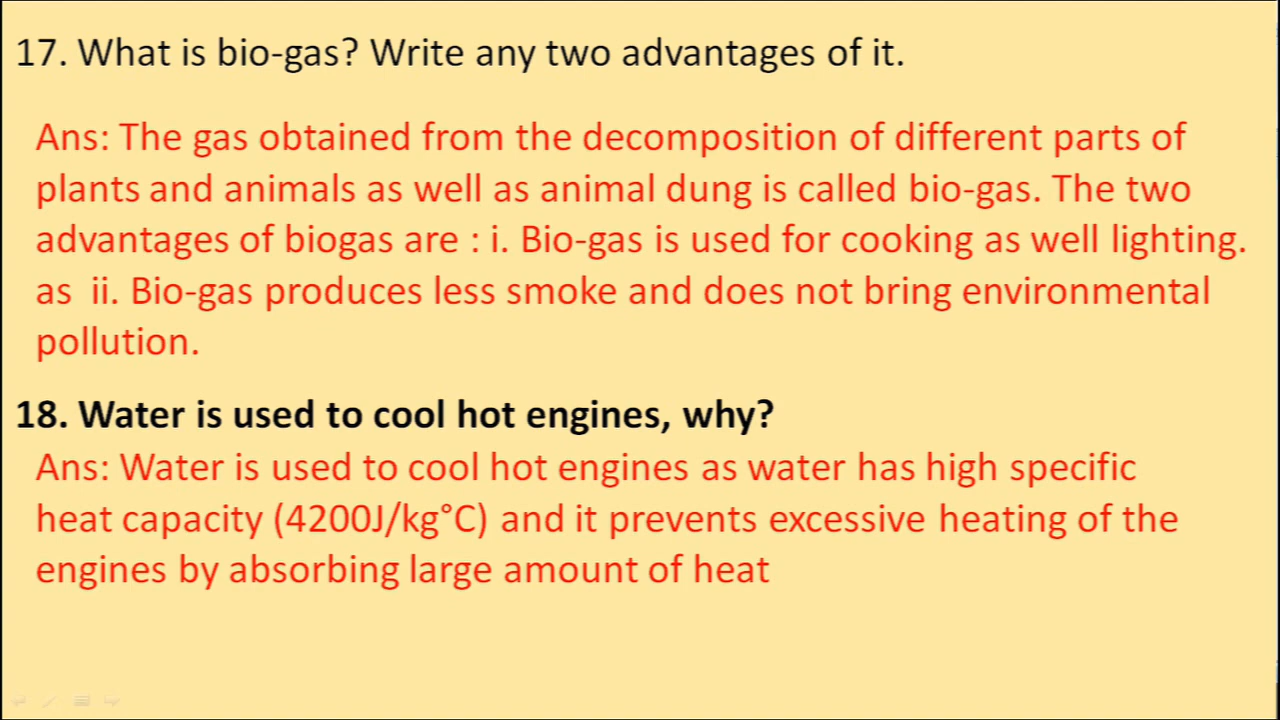 17. What is bio-gas? Write any two advantages of it.
Ans: The gas obtained from the decomposition of different parts of
plants and animals as well as animal dung is called bio-gas. The two
advantages of biogas are : i. Bio-gas is used for cooking as well lighting.
as ii. Bio-gas produces less smoke and does not bring environmental
pollution.
18. Water is used to cool hot engines, why?
Ans: Water is used to cool hot engines as water has high specific
heat capacity (4200J/kg°C) and it prevents excessive heating of the
engines by absorbing large amount of heat